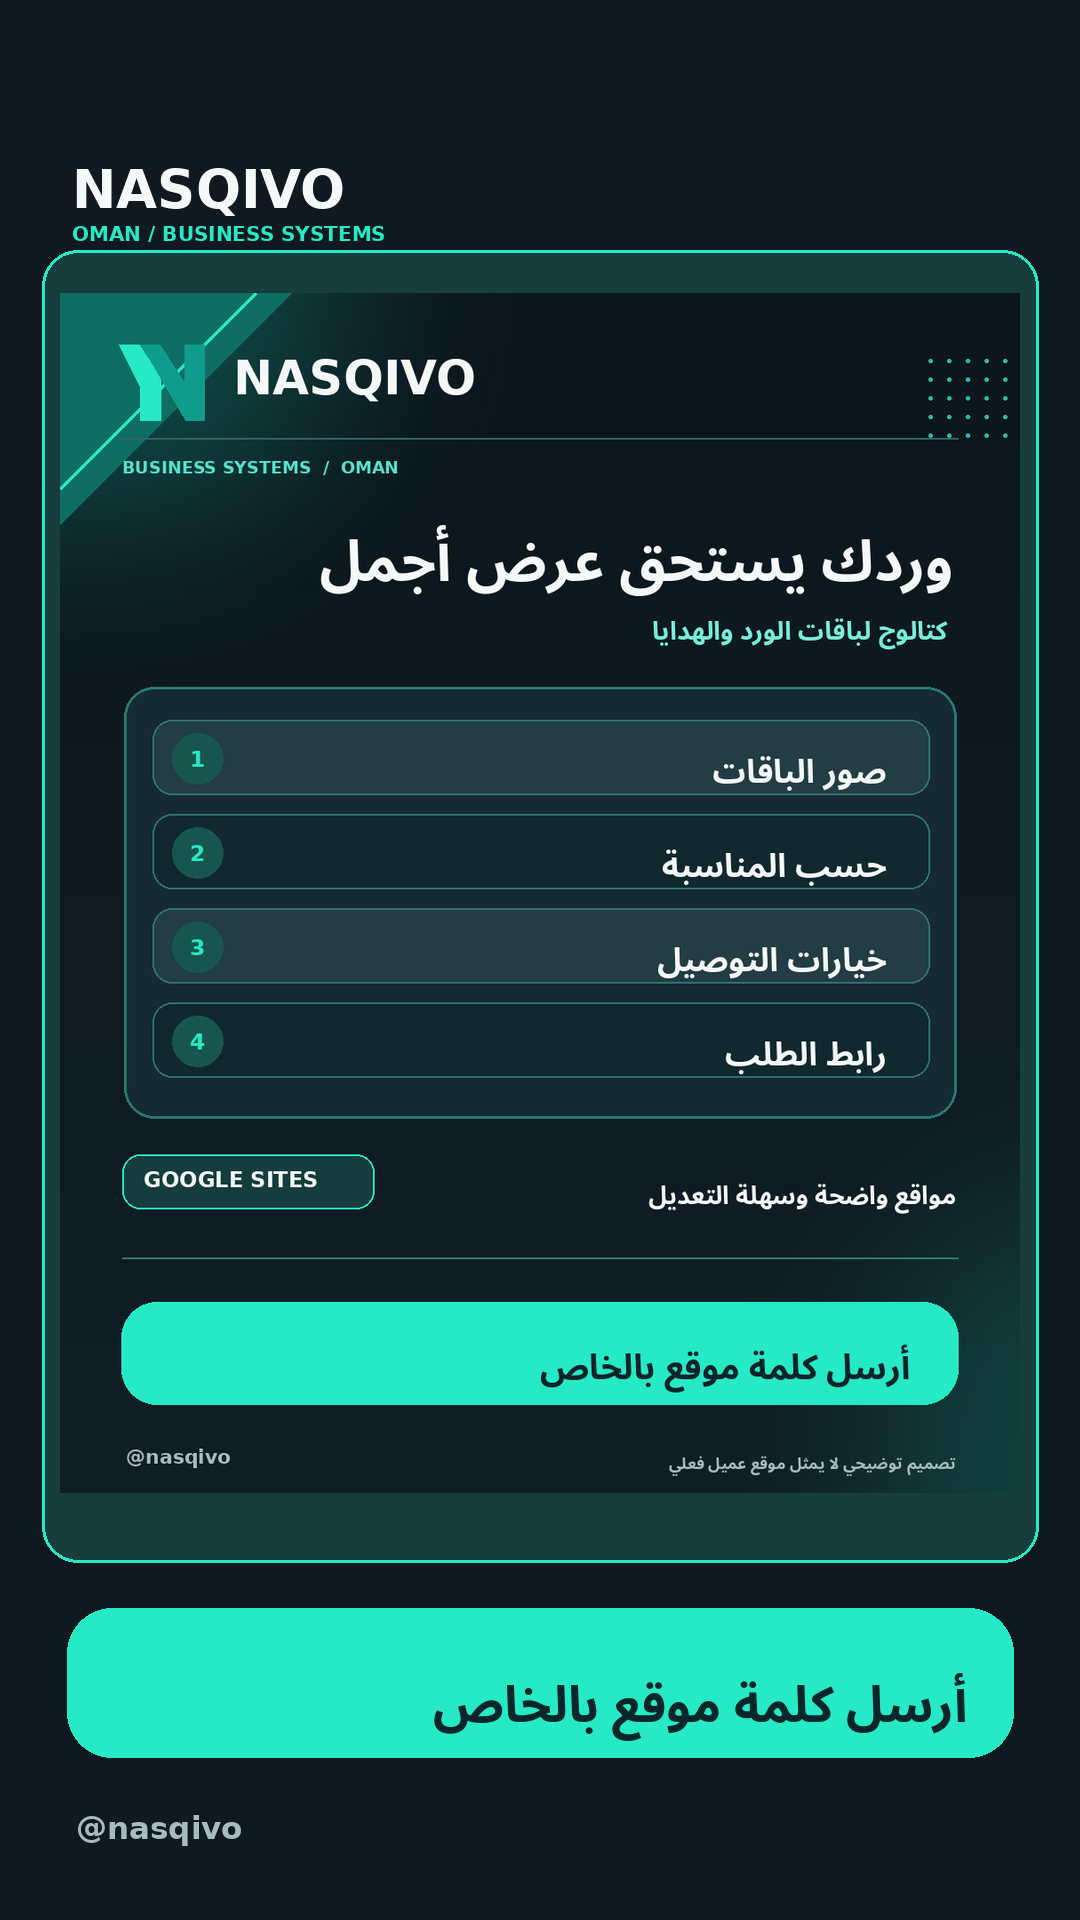 NASQIVO
OMAN / BUSINESS SYSTEMS
NASQIVO
BUSINESS SYSTEMS / OMAN
وردك يستحق عرض أجمل
كتالوج لباقات الورد والهدايا
1 صور الباقات
2 حسب المناسبة
3 خيارات التوصيل
4 رابط الطلب
GOOGLE SITES
مواقع واضحة وسهلة التعديل
أرسل كلمة موقع بالخاص
@nasqivo
تصميم توضيحي لا يمثل موقع عميل فعلي
أرسل كلمة موقع بالخاص
@nasqivo